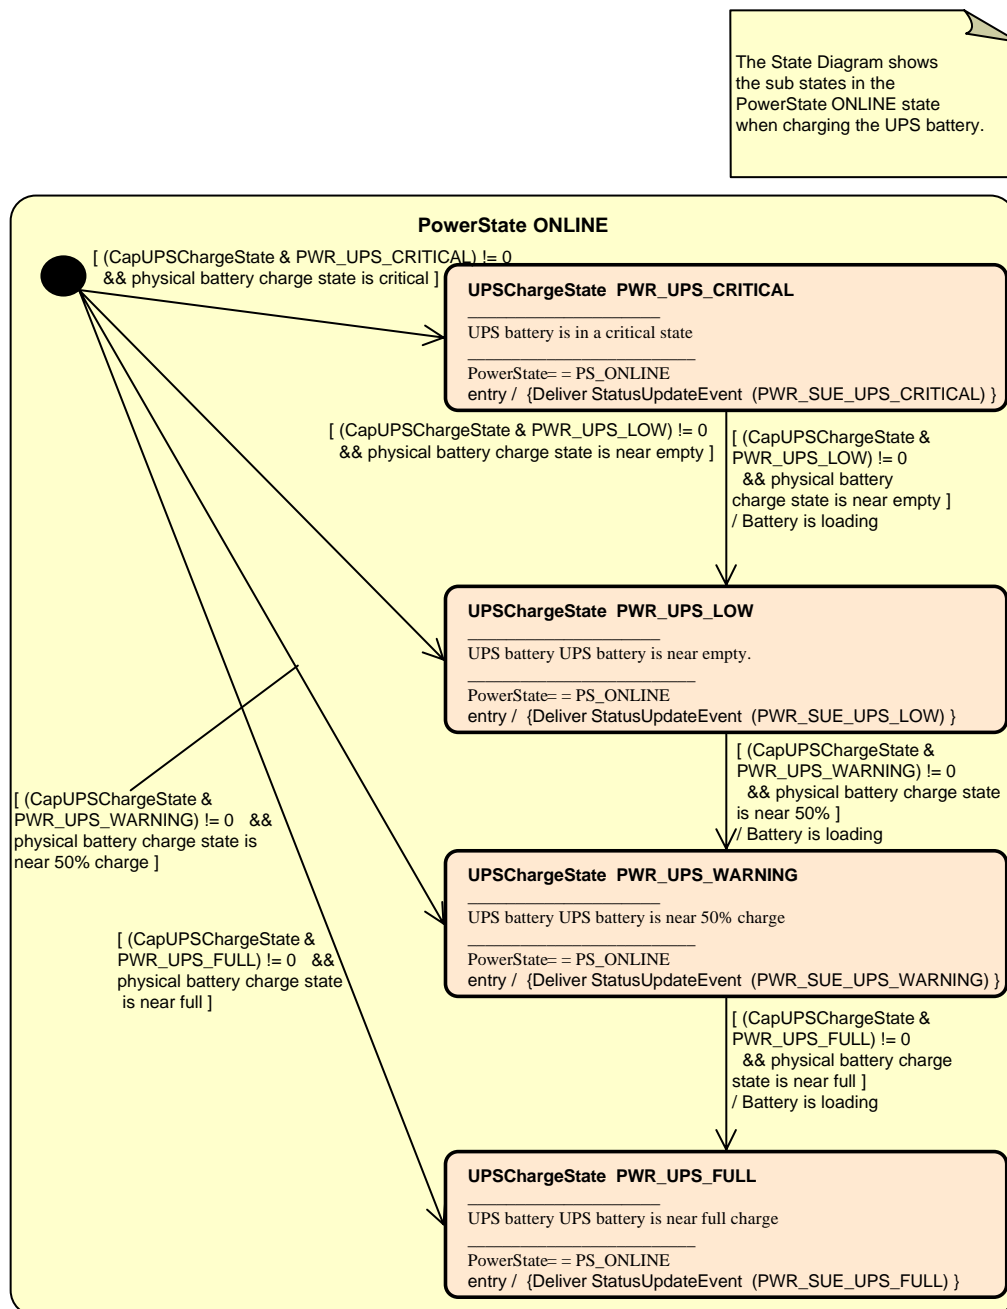 The State Diagram shows
the sub states in the
PowerState ONLINE state
when charging the UPS battery.
PowerState ONLINE
[ (CapUPSChargeState & PWR_UPS_CRITICAL) != 0
&& physical battery charge state is critical ]
UPSChargeState PWR_UPS_CRITICAL
UPS battery is in a critical state
PowerState= = PS_ONLINE
entry / {Deliver StatusUpdateEvent (PWR_SUE_UPS_CRITICAL) }
[ (CapUPSChargeState & PWR_UPS_LOW) != 0
&& physical battery charge state is near empty ]
[ (CapUPSChargeState &
PWR_UPS_LOW) != 0
&& physical battery
charge state is near empty ]
/ Battery is loading
UPSChargeState PWR_UPS_LOW
UPS battery UPS battery is near empty.
PowerState= = PS_ONLINE
entry / {Deliver StatusUpdateEvent (PWR_SUE_UPS_LOW) }
[ (CapUPSChargeState &
PWR_UPS_WARNING) != 0
&& physical battery charge state
is near 50% ]
/ Battery is loading
[ (CapUPSChargeState &
PWR_UPS_WARNING) != 0 &&
physical battery charge state is
near 50% charge ]
UPSChargeState PWR_UPS_WARNING
UPS battery UPS battery is near 50% charge
PowerState= = PS_ONLINE
entry / {Deliver StatusUpdateEvent (PWR_SUE_UPS_WARNING) }
[ (CapUPSChargeState &
PWR_UPS_FULL) != 0 &&
physical battery charge state
is near full ]
[ (CapUPSChargeState &
PWR_UPS_FULL) != 0
&& physical battery charge
state is near full ]
/ Battery is loading
UPSChargeState PWR_UPS_FULL
UPS battery UPS battery is near full charge
PowerState= = PS_ONLINE
entry / {Deliver StatusUpdateEvent (PWR_SUE_UPS_FULL) }